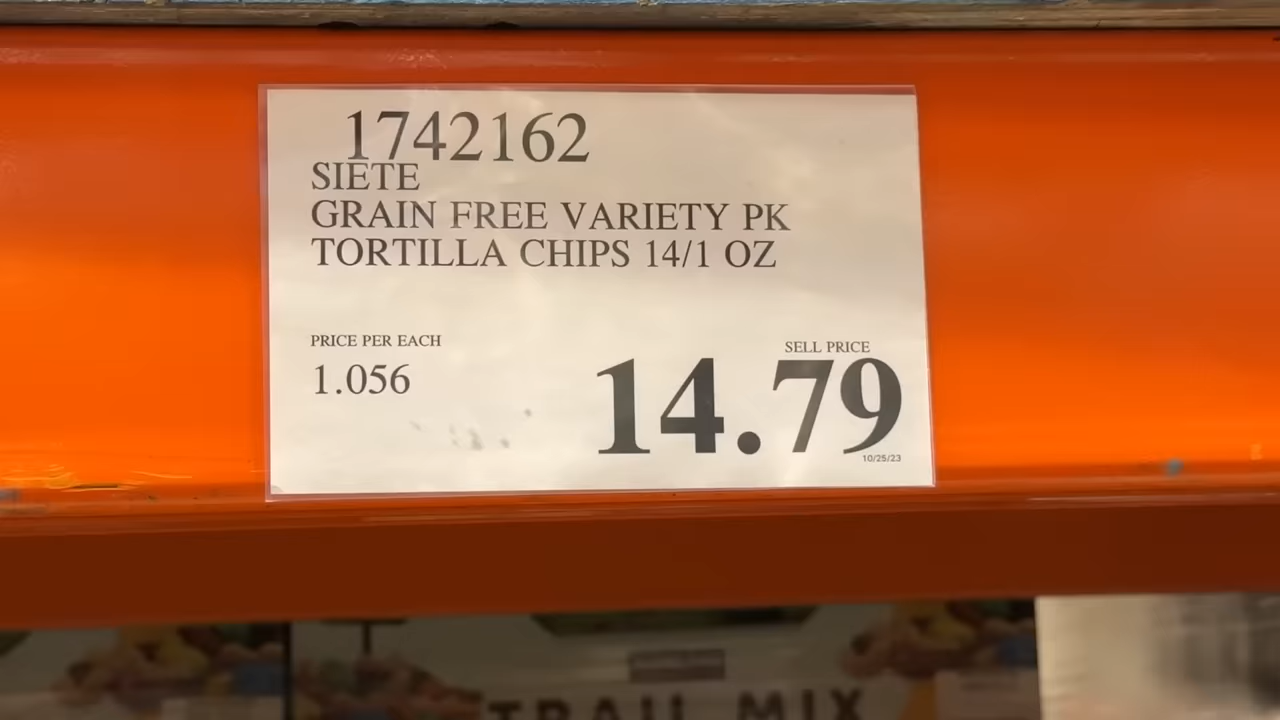 1742162
SIETE
GRAIN FREE VARIETY PK
TORTILLA CHIPS 14/1 OZ
PRICE PER EACH
SELL PRICE
1.056
14.79
10/25/23
TRAIL MIX